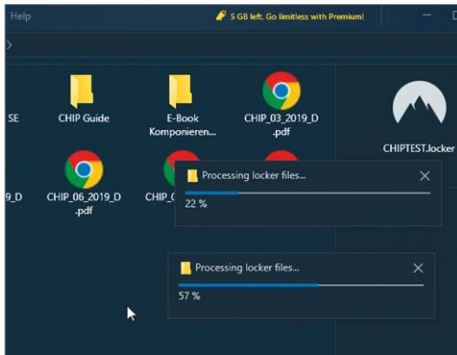 Help
5 GB left. Go limitless with Premium!
SE
CHIP Guide
E-Book
Komponieren...
CHIP_03_2019_D
.pdf
CHIPTEST.locker
9_D
CHIP_06_2019_D
.pdf
CHIP_0
Processing locker files...
22 %
Processing locker files...
57 %